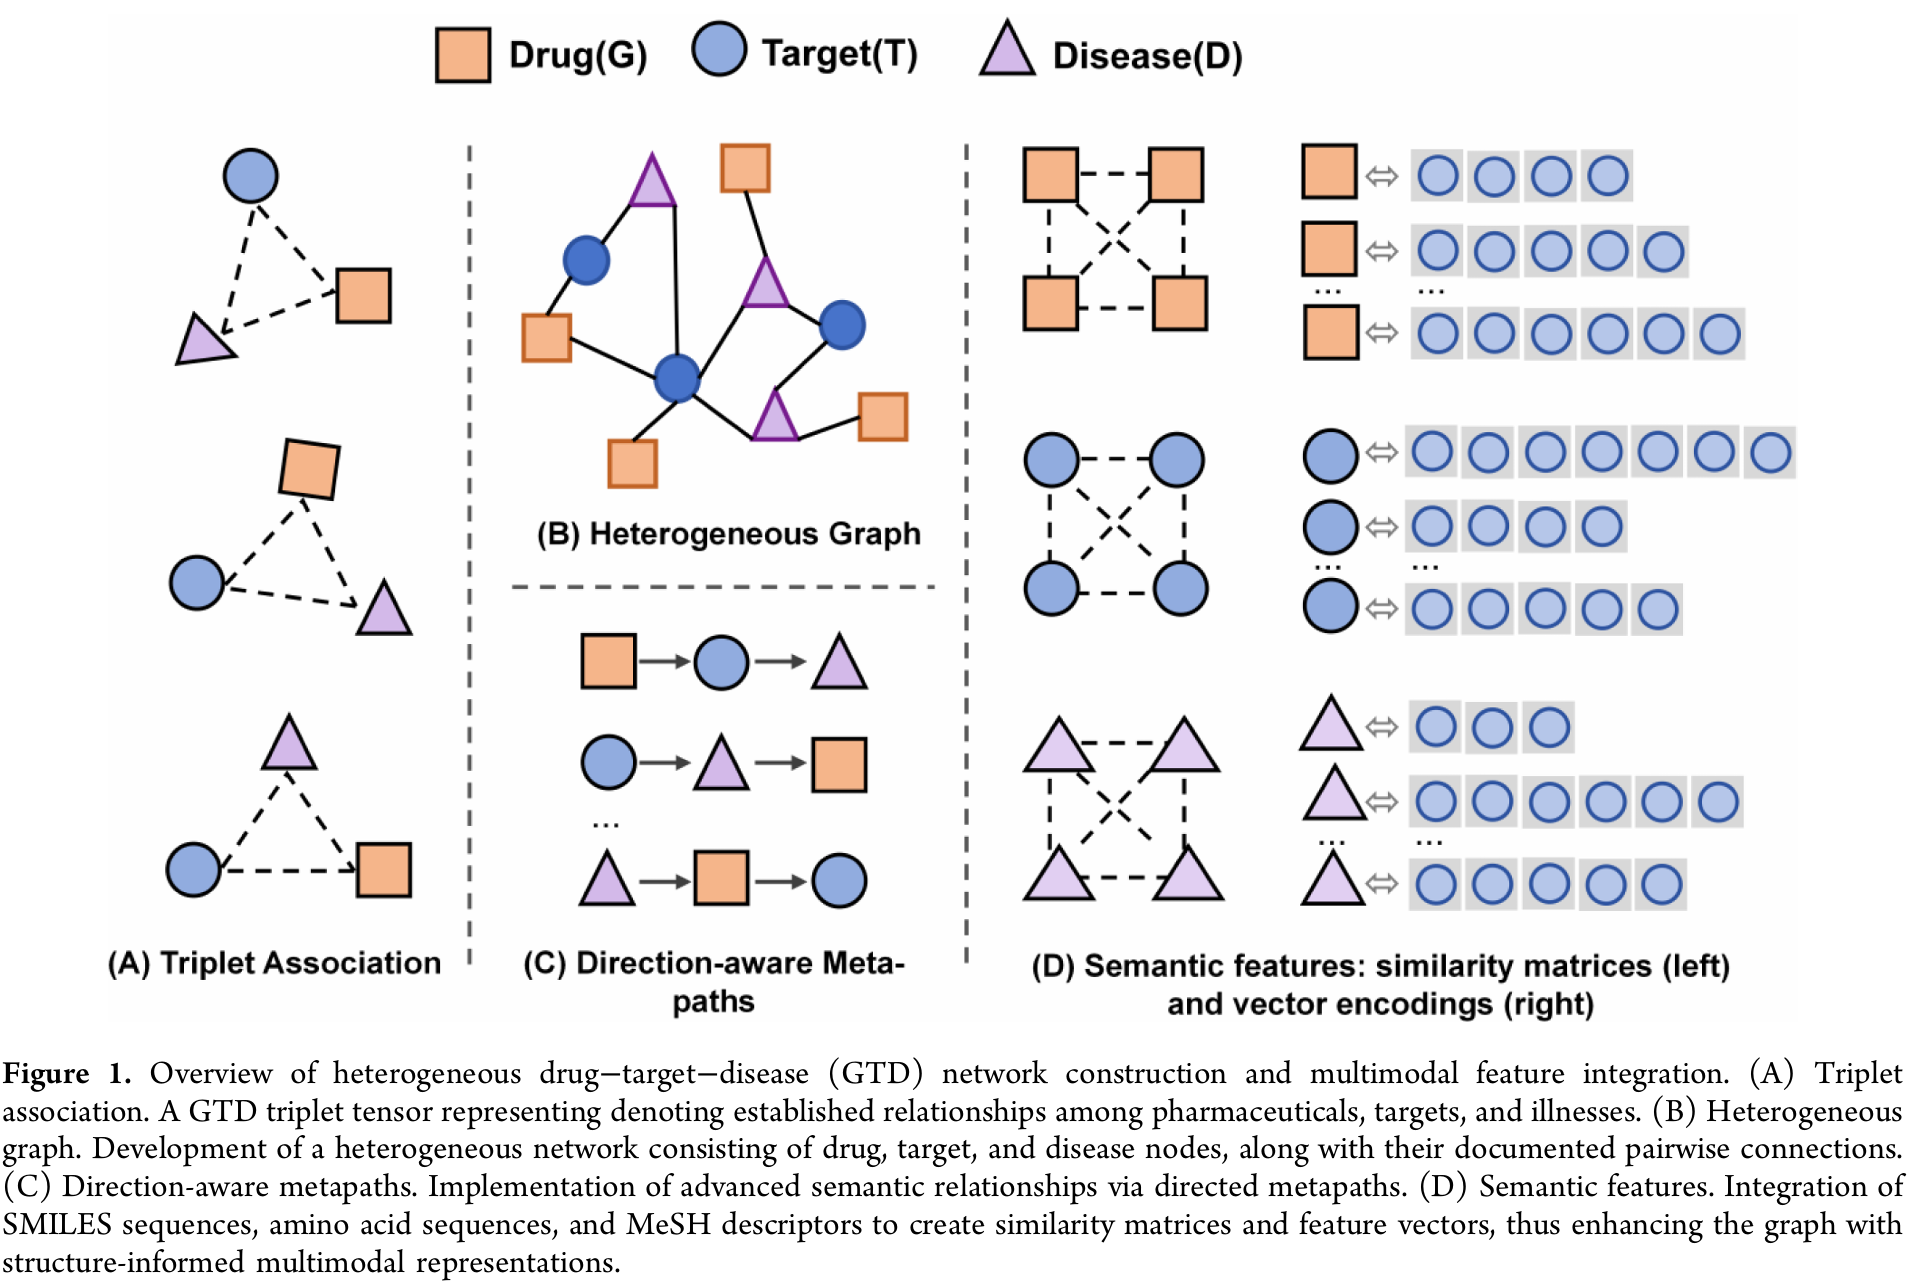 Drug(G) Target(T) Disease(D)
(B) Heterogeneous Graph
...
...
...
...
...
...
...
(A) Triplet Association
(C) Direction-aware Meta-
paths
(D) Semantic features: similarity matrices (left)
and vector encodings (right)
Figure 1. Overview of heterogeneous drug−target−disease (GTD) network construction and multimodal feature integration. (A) Triplet
association. A GTD triplet tensor representing denoting established relationships among pharmaceuticals, targets, and illnesses. (B) Heterogeneous
graph. Development of a heterogeneous network consisting of drug, target, and disease nodes, along with their documented pairwise connections.
(C) Direction-aware metapaths. Implementation of advanced semantic relationships via directed metapaths. (D) Semantic features. Integration of
SMILES sequences, amino acid sequences, and MeSH descriptors to create similarity matrices and feature vectors, thus enhancing the graph with
structure-informed multimodal representations.